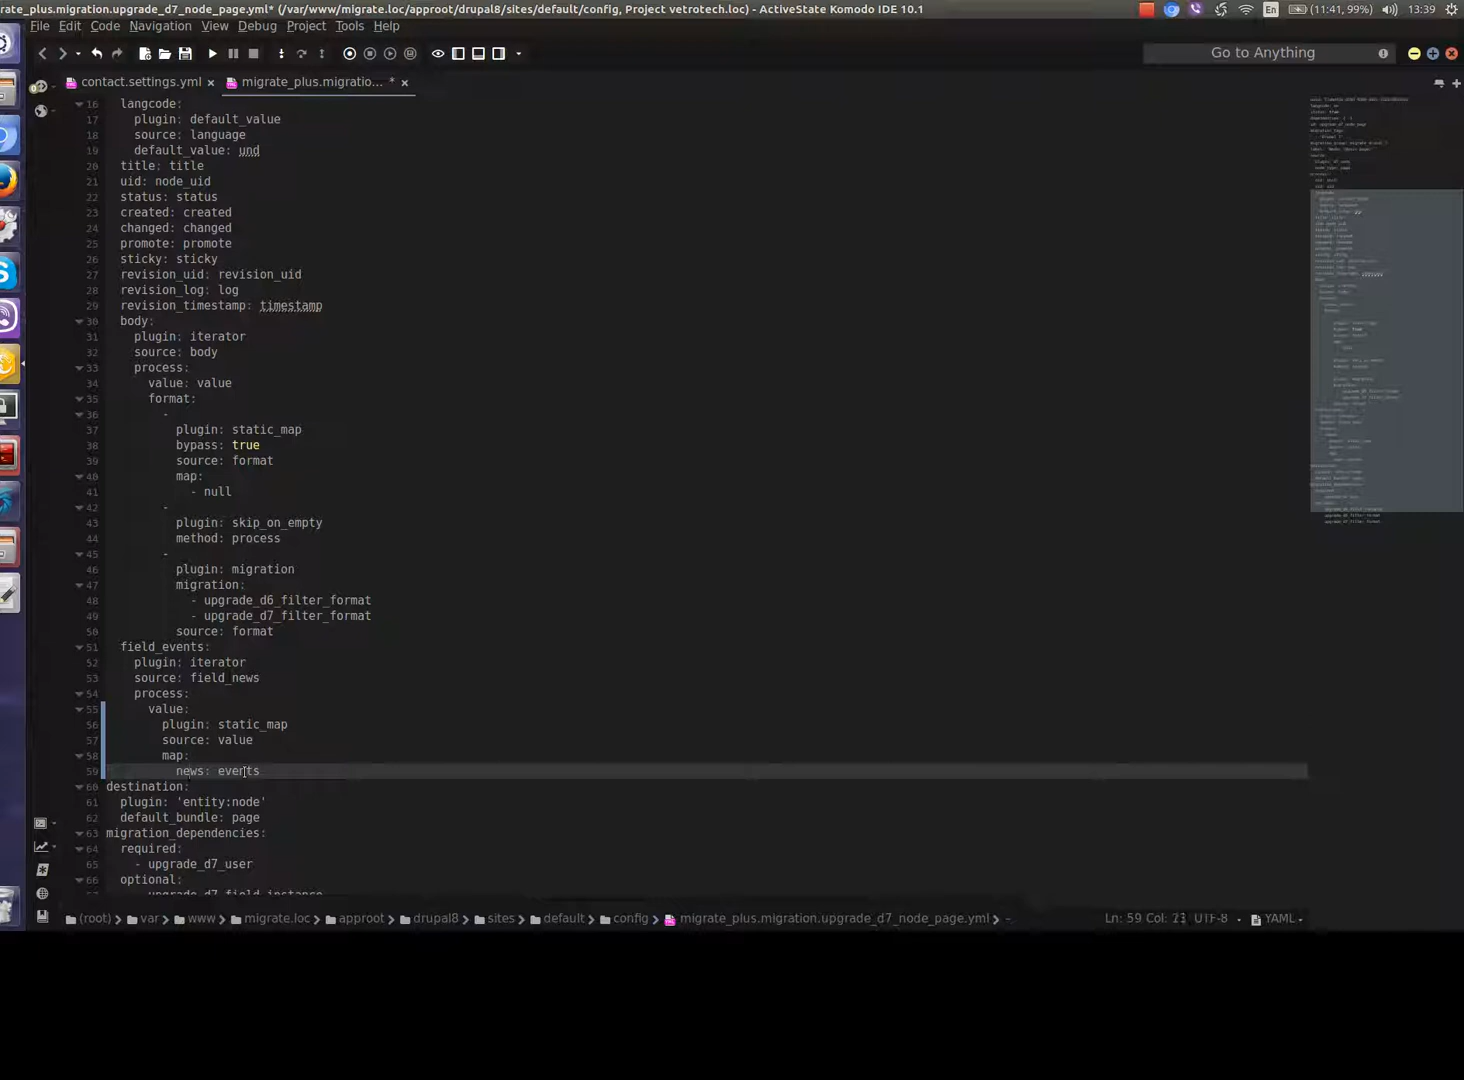 rate_plus.migration.upgrade_d7_node_page.yml* (/var/www/migrate.loc/approot/drupal8/sites/default/config, Project vetrotech.loc) - ActiveState Komodo IDE 10.1
En (11:41, 99%) 13:39
File Edit Code Navigation View Debug Project Tools Help
Go to Anything
contact.settings.yml × migrate_plus.migratio... * ×
16 langcode:
17 plugin: default_value
18 source: language
19 default_value: und
20 title: title
21 uid: node_uid
22 status: status
23 created: created
24 changed: changed
25 promote: promote
26 sticky: sticky
27 revision_uid: revision_uid
28 revision_log: log
29 revision_timestamp: timestamp
30 body:
31 plugin: iterator
32 source: body
33 process:
34 value: value
35 format:
36 -
37 plugin: static_map
38 bypass: true
39 source: format
40 map:
41 - null
42 -
43 plugin: skip_on_empty
44 method: process
45 -
46 plugin: migration
47 migration:
48 - upgrade_d6_filter_format
49 - upgrade_d7_filter_format
50 source: format
51 field_events:
52 plugin: iterator
53 source: field_news
54 process:
55 value:
56 plugin: static_map
57 source: value
58 map:
59 news: events
60 destination:
61 plugin: 'entity:node'
62 default_bundle: page
63 migration_dependencies:
64 required:
65 - upgrade_d7_user
66 optional:
upgrade_d7_field_instance
(root) var www migrate.loc approot drupal8 sites default config migrate_plus.migration.upgrade_d7_node_page.yml - Ln: 59 Col: 23 UTF-8 YAML